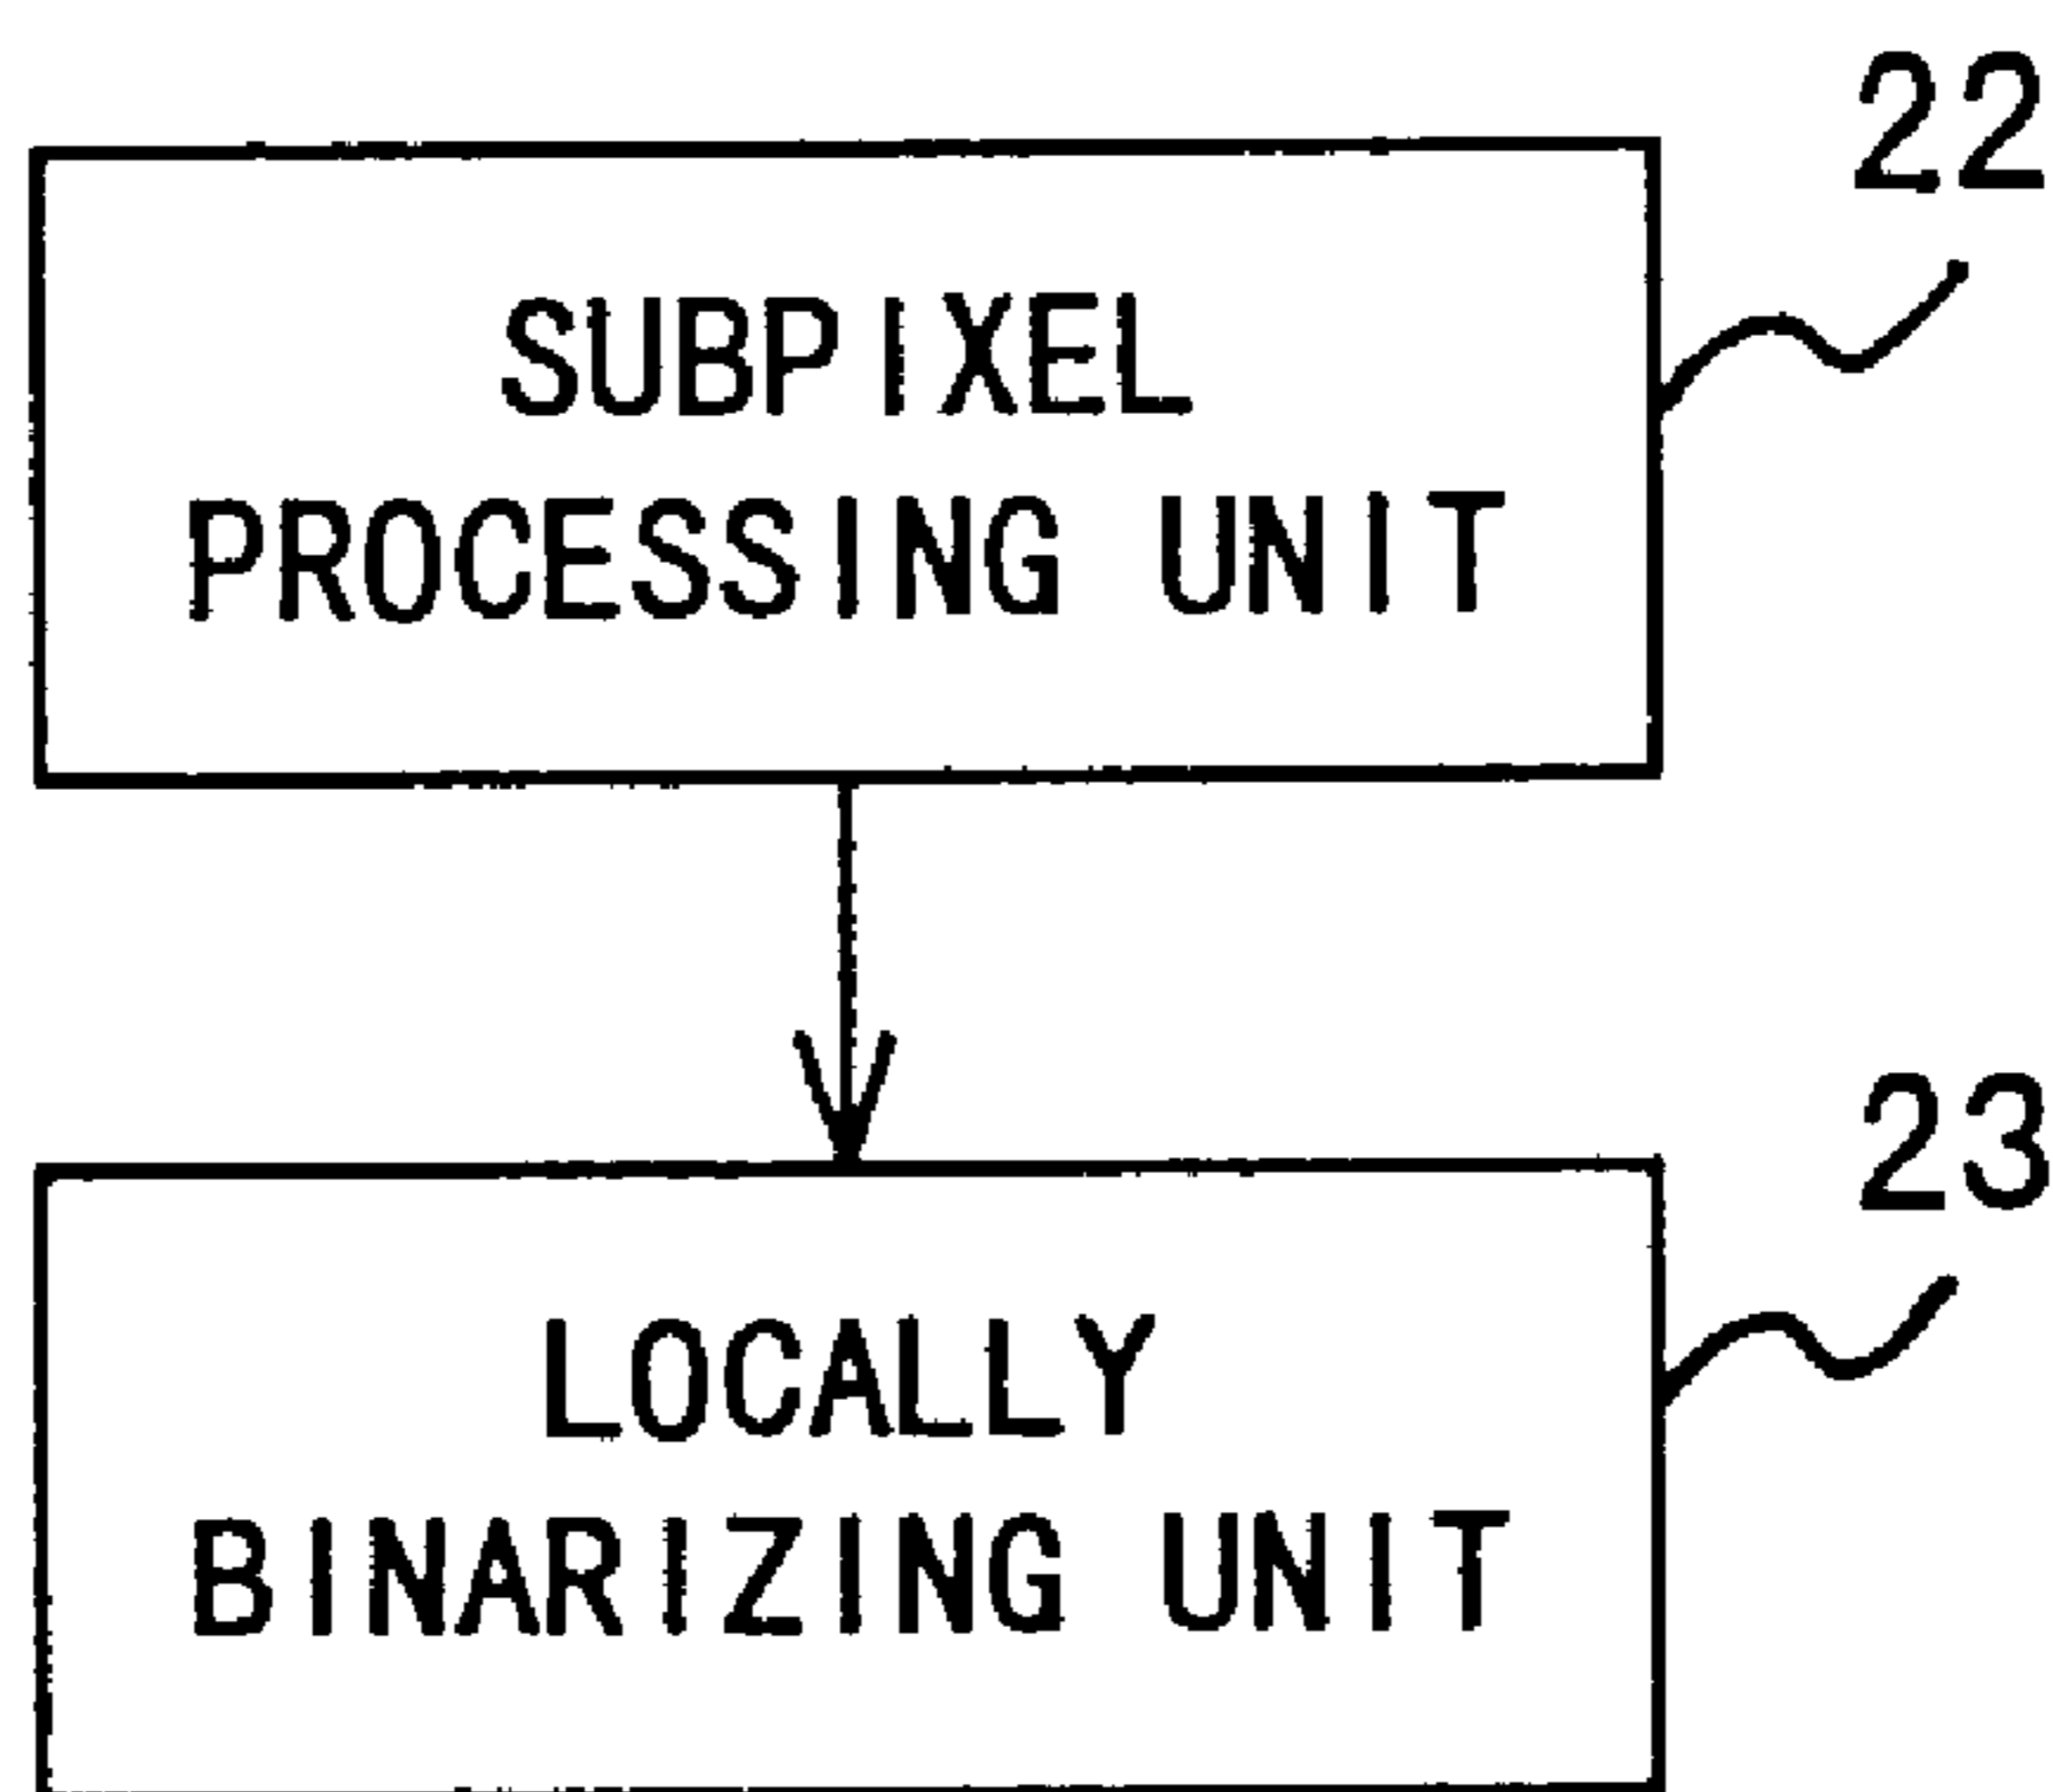 22
SUBPIXEL
PROCESSING UNIT
23
LOCALLY
BINARIZING UNIT